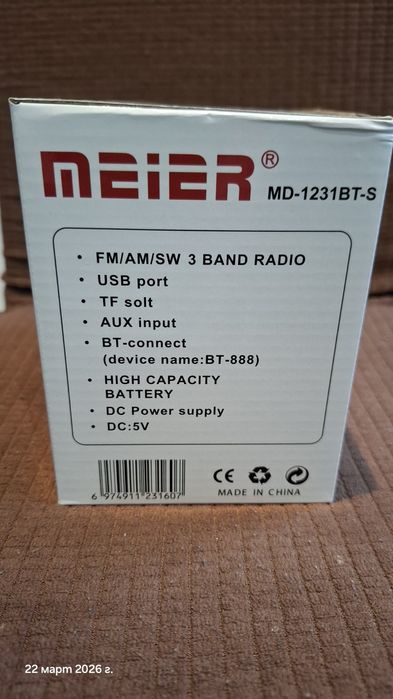 MEIER®
MD-1231BT-S
• FM/AM/SW 3 BAND RADIO
• USB port
• TF solt
• AUX input
• BT-connect
(device name:BT-888)
• HIGH CAPACITY
BATTERY
• DC Power supply
• DC:5V
6 974911 231607
CE
MADE IN CHINA
22 март 2026 г.